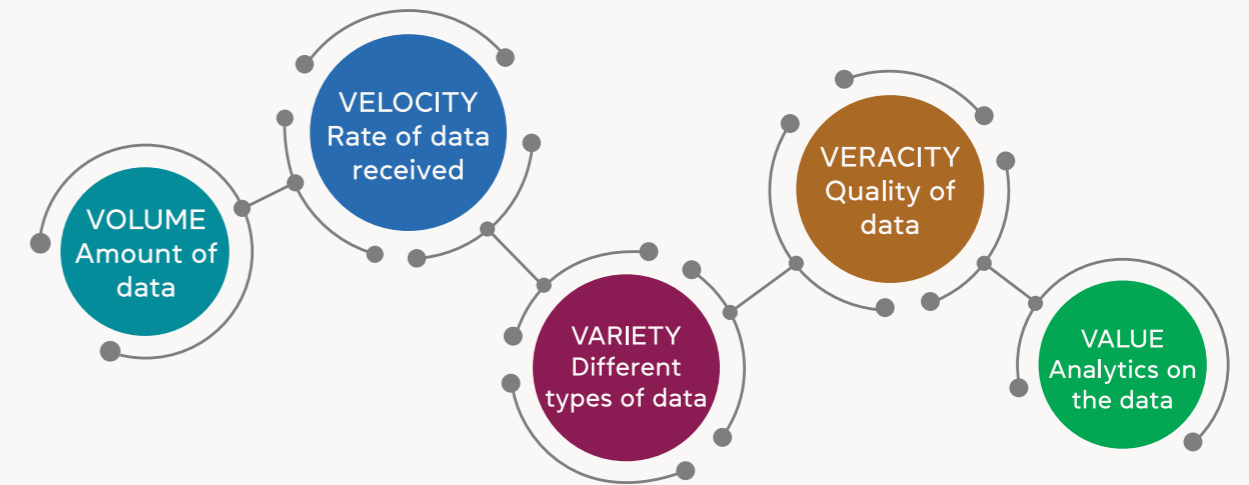 VOLUME
Amount of
data
VELOCITY
Rate of data
received
VARIETY
Different
types of data
VERACITY
Quality of
data
VALUE
Analytics on
the data